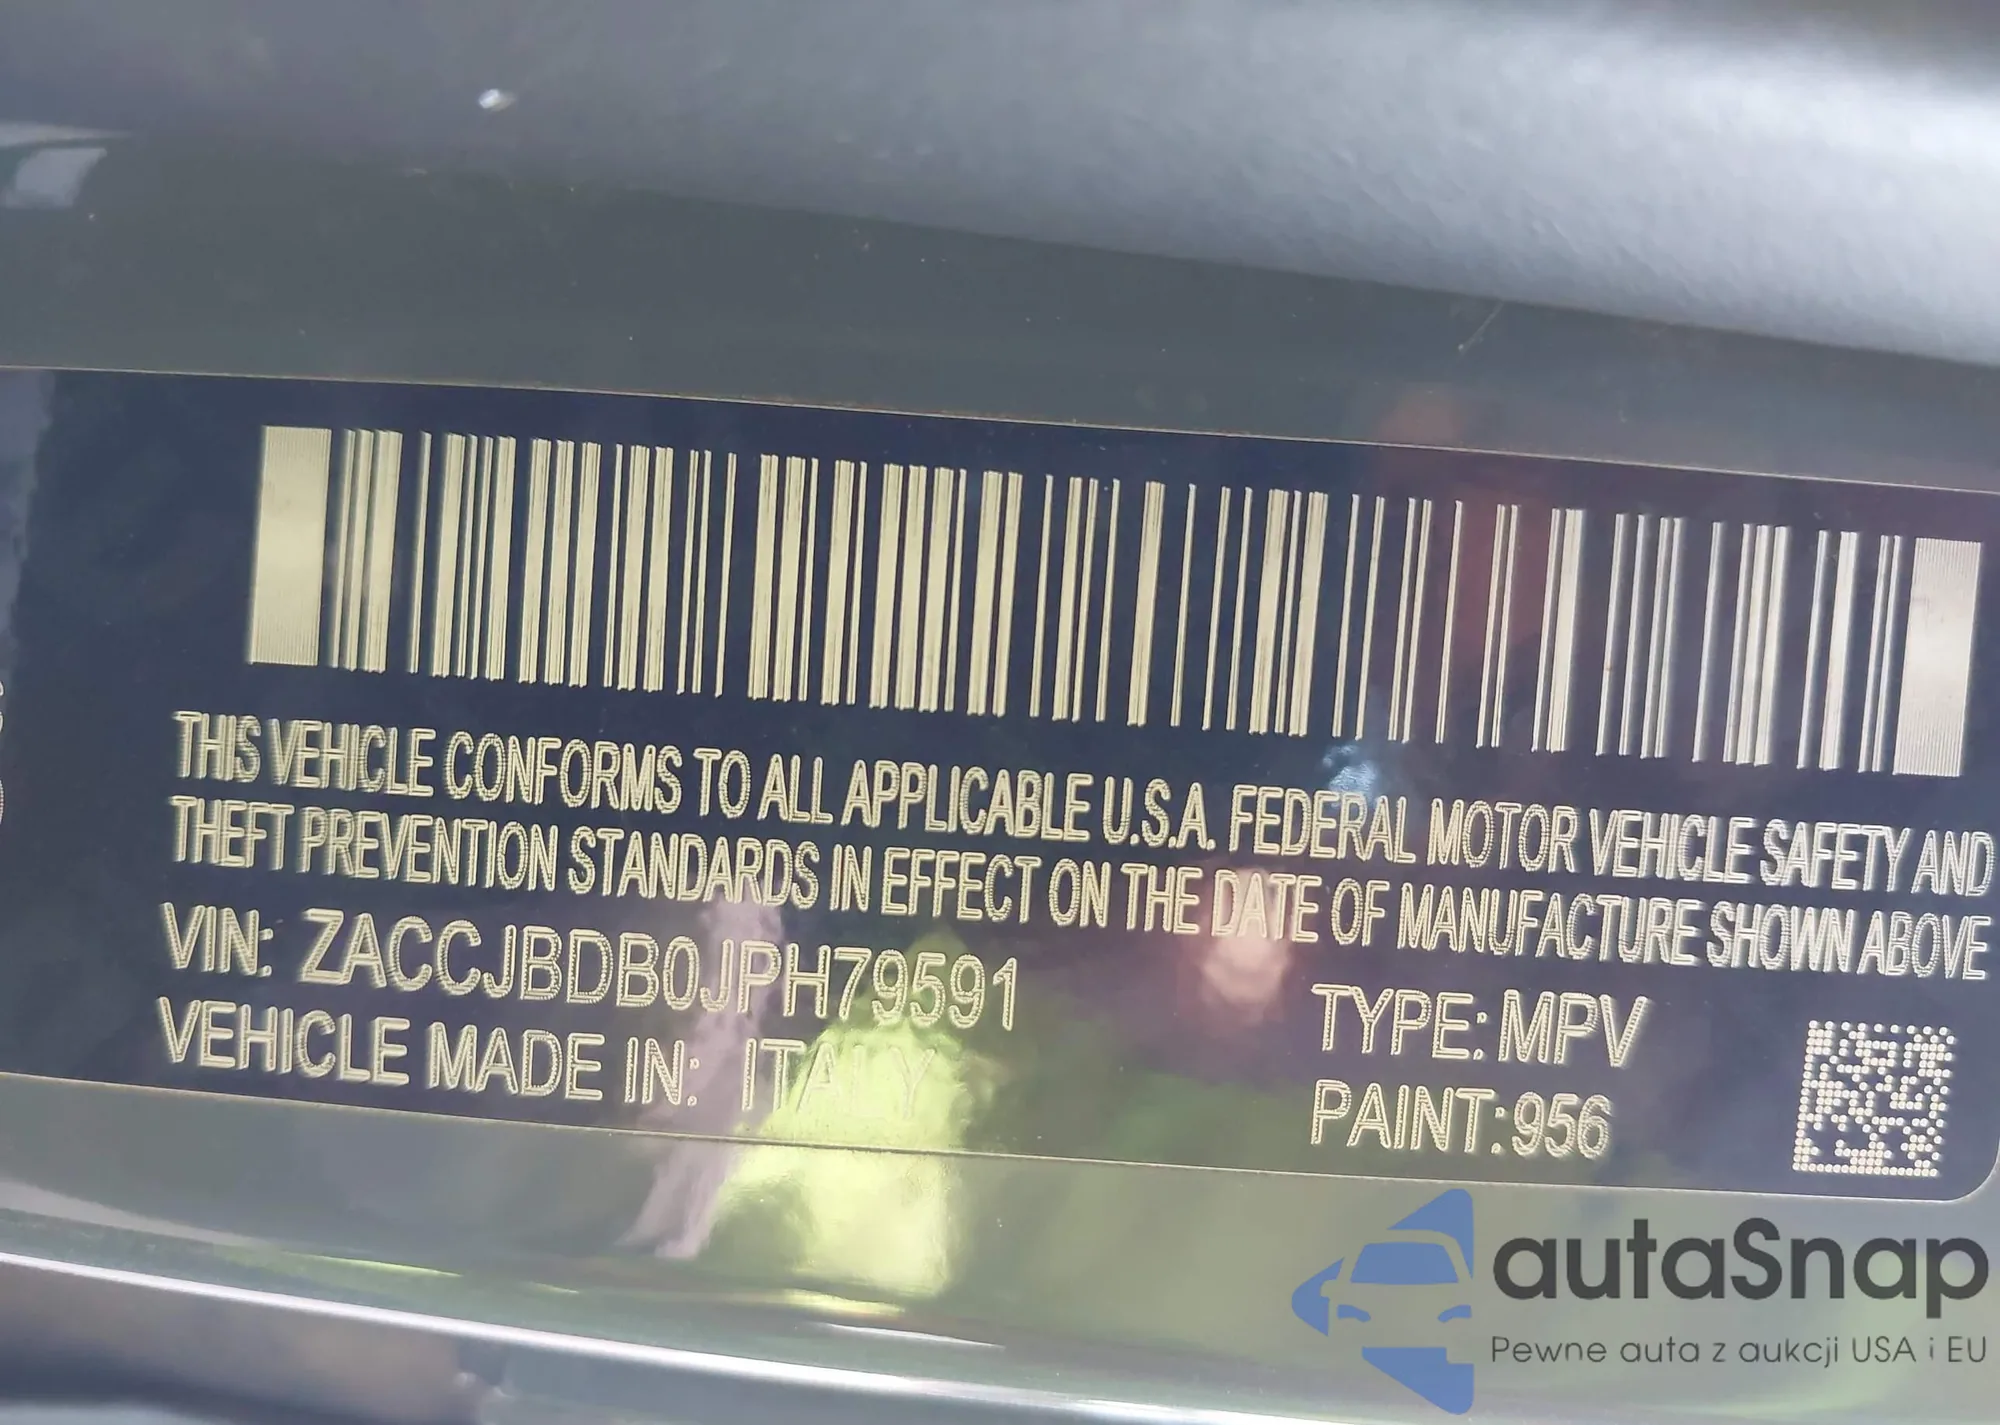 THIS VEHICLE CONFORMS TO ALL APPLICABLE U.S.A. FEDERAL MOTOR VEHICLE SAFETY AND
THEFT PREVENTION STANDARDS IN EFFECT ON THE DATE OF MANUFACTURE SHOWN ABOVE
VIN: ZACCJBDB0JPH79591
TYPE: MPV
VEHICLE MADE IN: ITALY
PAINT: 956
autaSnap
Pewne auta z aukcji USA i EU